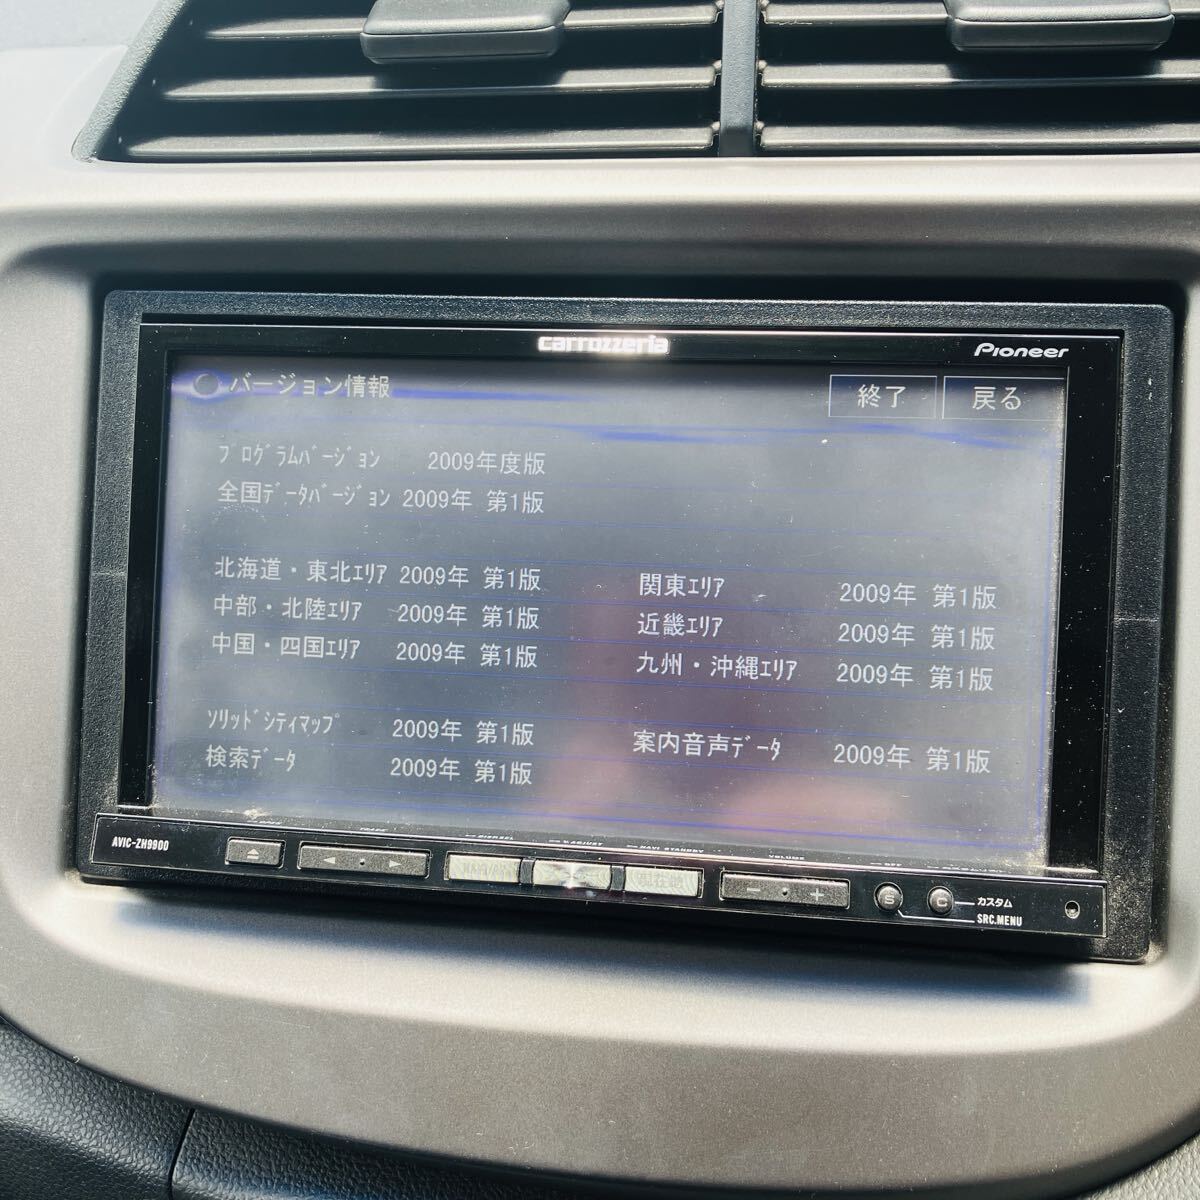 carrozzeria
Pioneer
バージョン情報
終了
戻る
プログラムバージョン 2009年度版
全国データバージョン 2009年 第1版
北海道・東北エリア 2009年 第1版
関東エリア 2009年 第1版
中部・北陸エリア 2009年 第1版
近畿エリア 2009年 第1版
中国・四国エリア 2009年 第1版
九州・沖縄エリア 2009年 第1版
ソリッドシティマップ 2009年 第1版
案内音声データ 2009年 第1版
検索データ 2009年 第1版
AVIC-ZH9900
V.ADJUST
NAVI STANDBY
VOLUME
現在地
S
C
カスタム
SRC.MENU